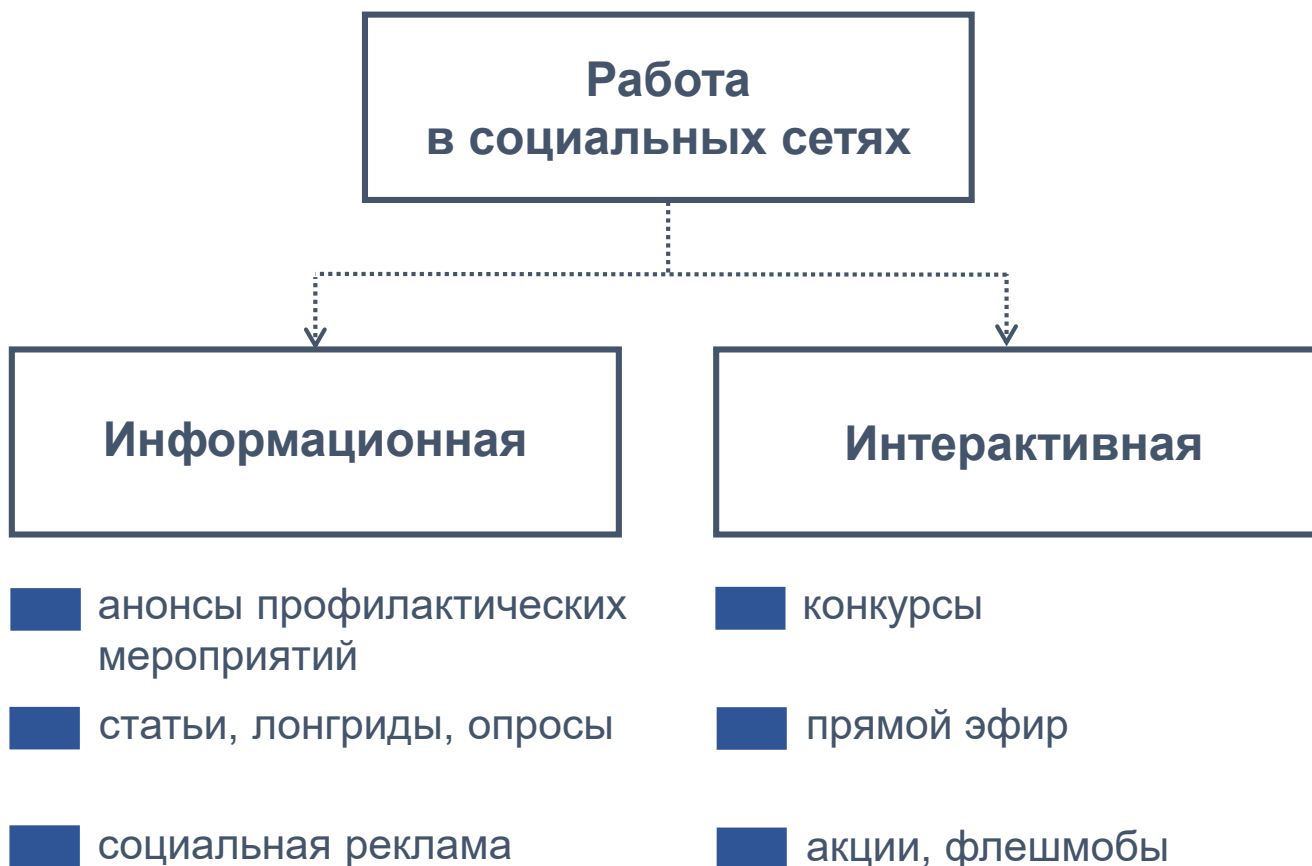 Работа
в социальных сетях
Информационная
Интерактивная
анонсы профилактических
мероприятий
статьи, лонгриды, опросы
социальная реклама
конкурсы
прямой эфир
акции, флешмобы